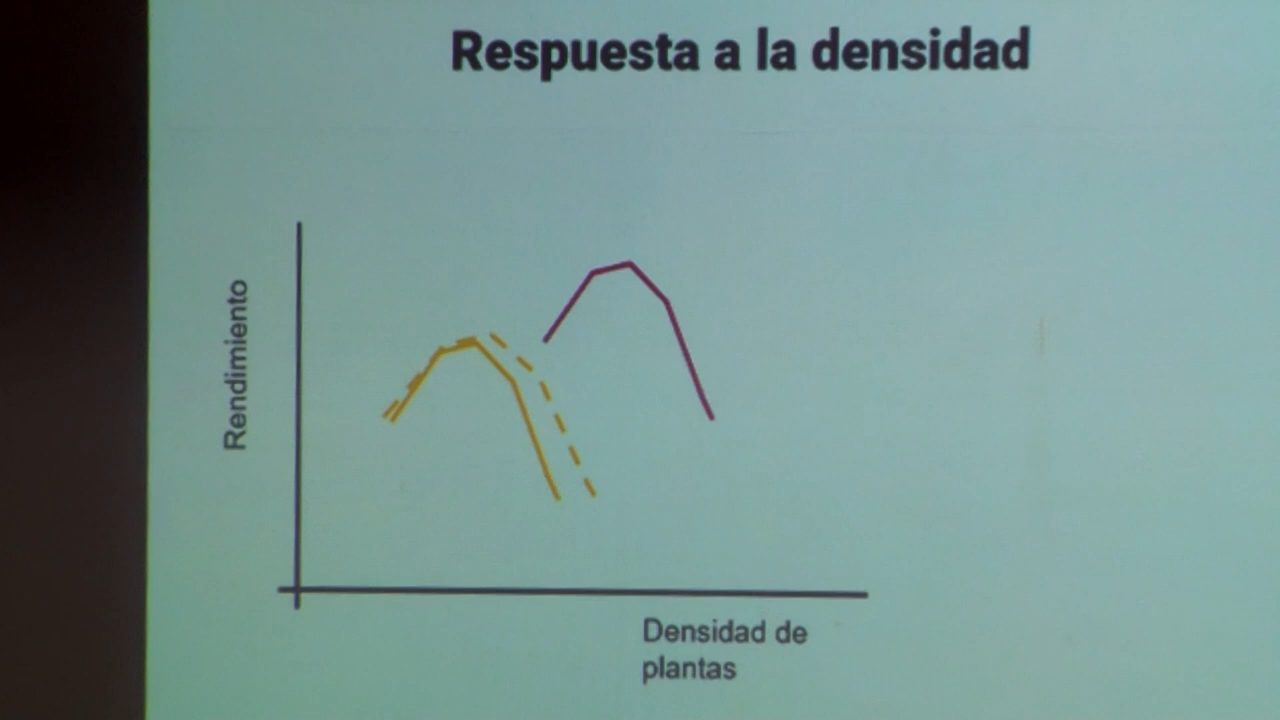 Respuesta a la densidad
Rendimiento
Densidad de
plantas